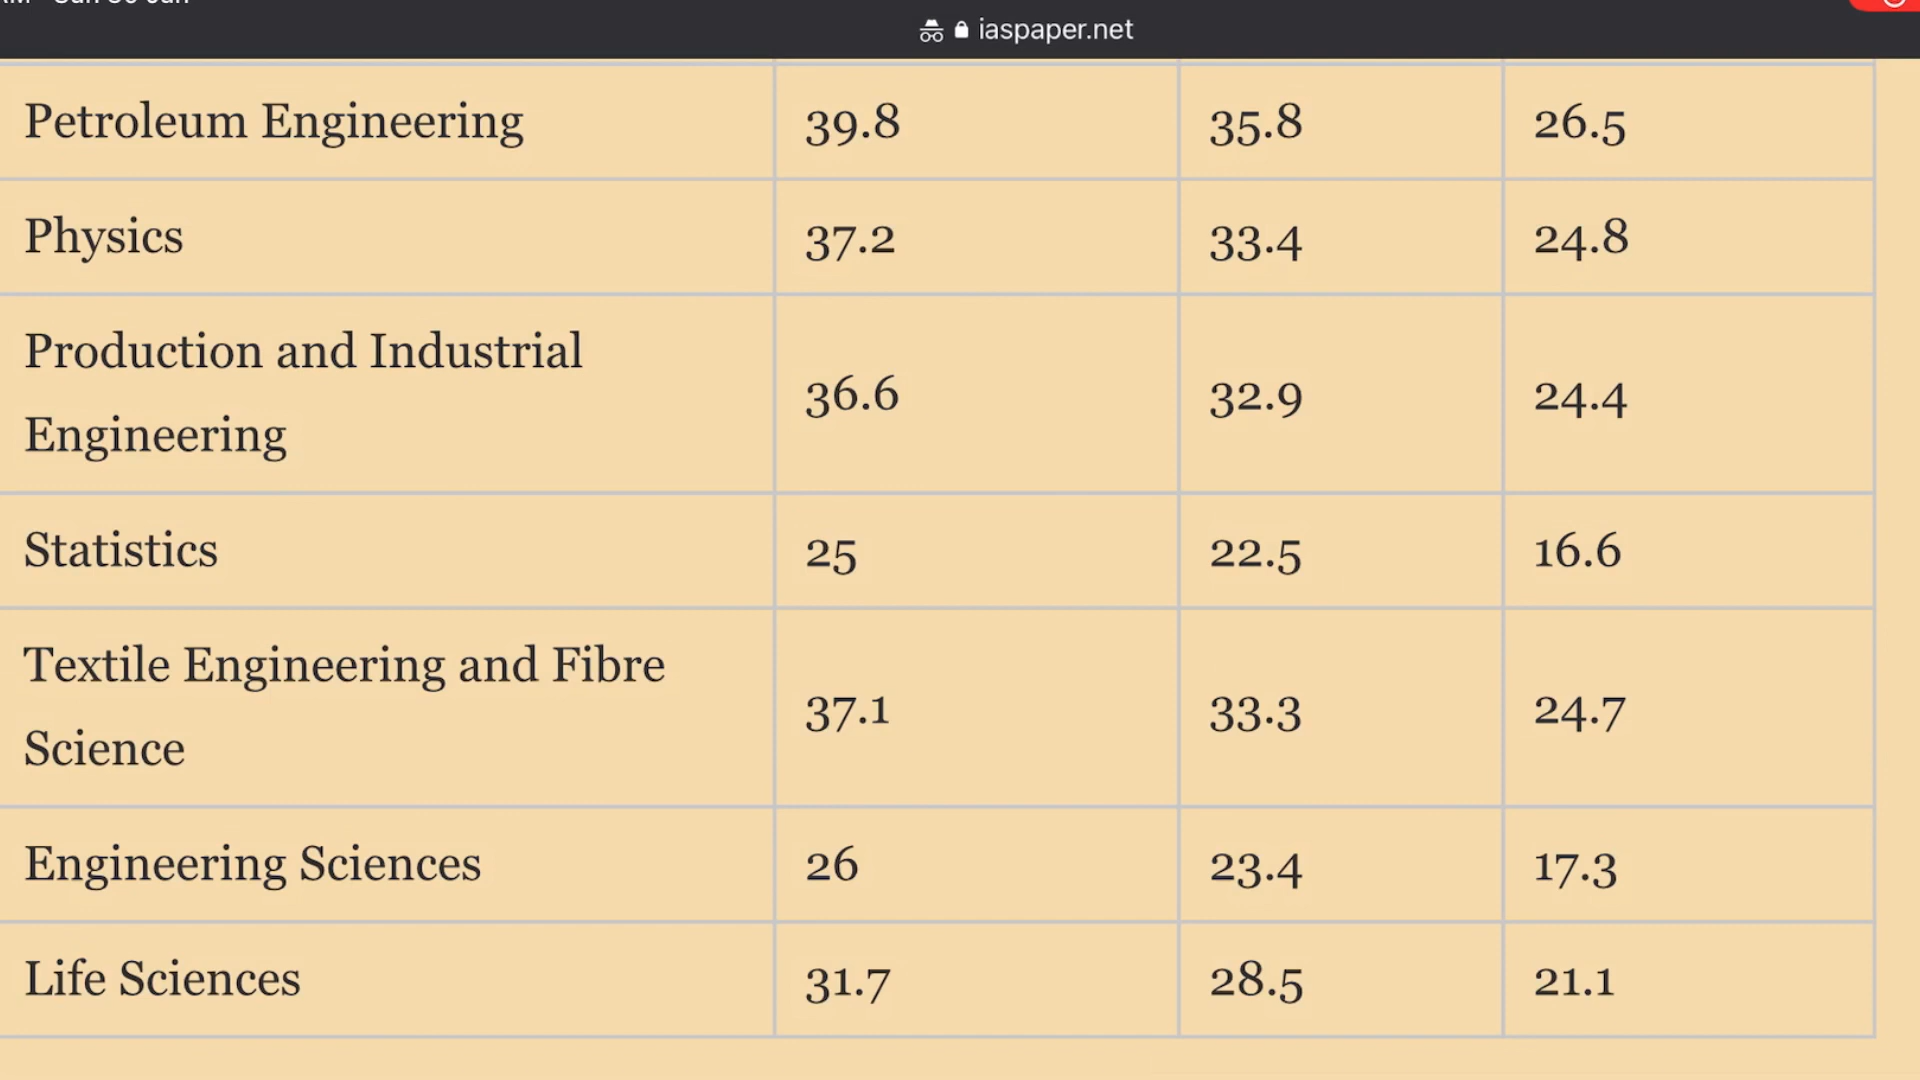 iaspaper.net
Petroleum Engineering 39.8 35.8 26.5
Physics 37.2 33.4 24.8
Production and Industrial
Engineering 36.6 32.9 24.4
Statistics 25 22.5 16.6
Textile Engineering and Fibre
Science 37.1 33.3 24.7
Engineering Sciences 26 23.4 17.3
Life Sciences 31.7 28.5 21.1